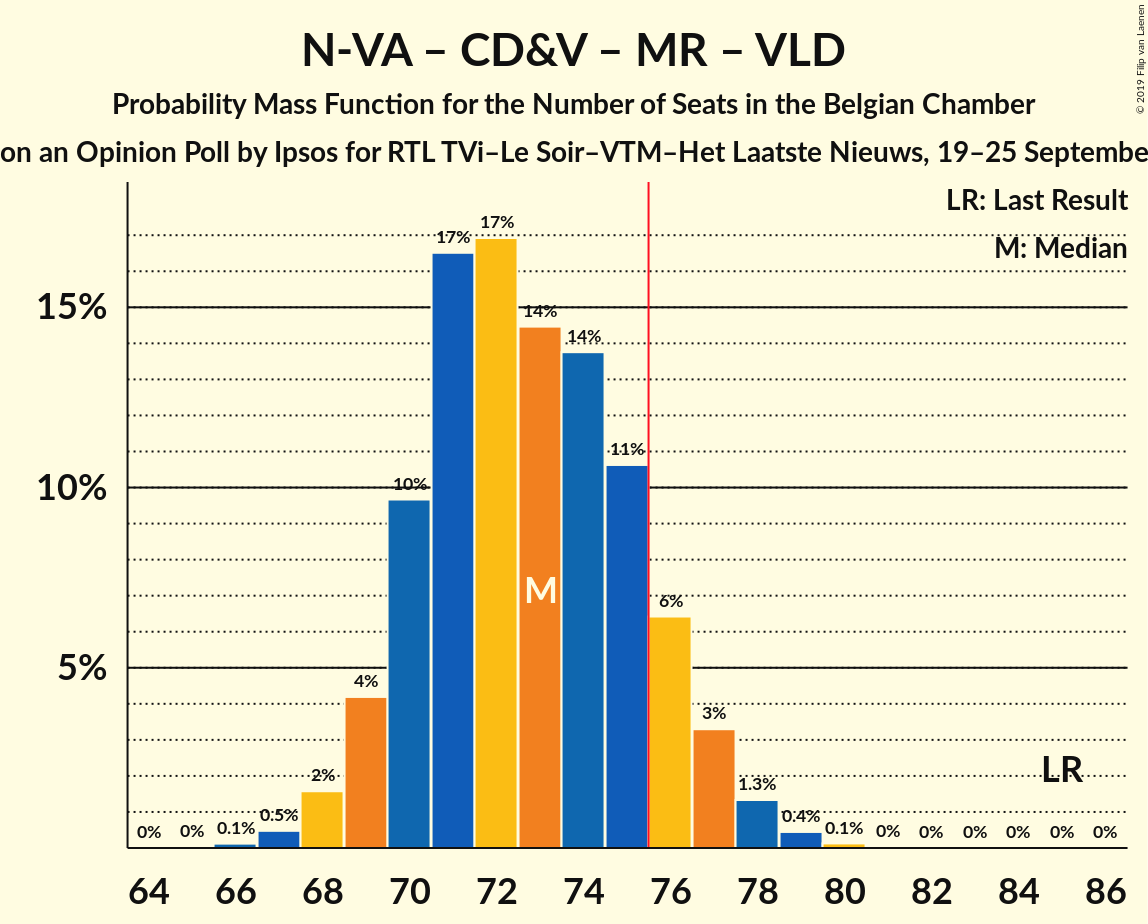 N-VA – CD&V – MR – VLD
Probability Mass Function for the Number of Seats in the Belgian Chamber
on an Opinion Poll by Ipsos for RTL TVi–Le Soir–VTM–Het Laatste Nieuws, 19–25 Septembe
© 2019 Filip van Laenen
LR: Last Result
M: Median
15%
10%
5%
0% 0% 0.1% 0.5% 2% 4% 10% 17% 17% 14% 14% 11% 6% 3% 1.3% 0.4% 0.1% 0% 0% 0% 0% 0% 0%
M
LR
64 66 68 70 72 74 76 78 80 82 84 86